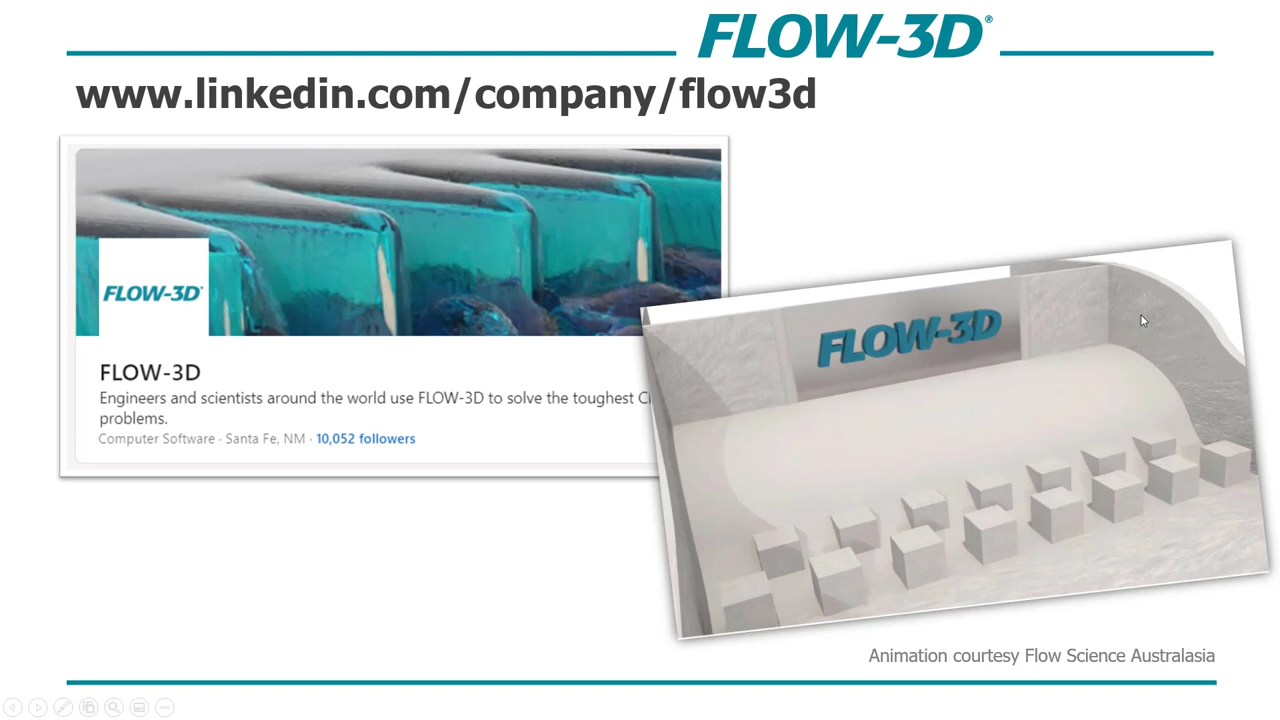 FLOW-3D®
www.linkedin.com/company/flow3d
FLOW-3D
FLOW-3D
FLOW-3D
Engineers and scientists around the world use FLOW-3D to solve the toughest
problems.
Computer Software · Santa Fe, NM · 10,052 followers
Animation courtesy Flow Science Australasia